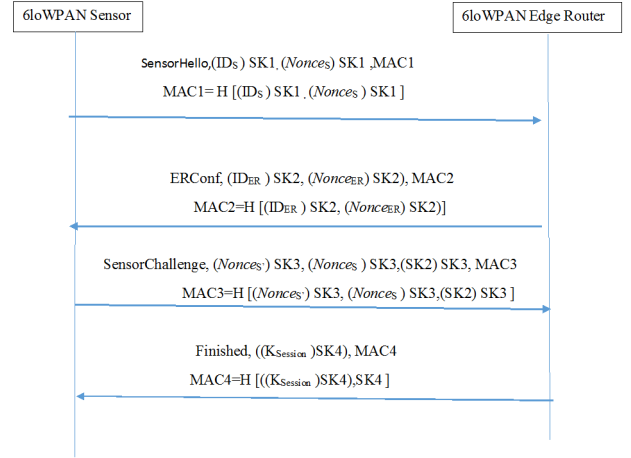 6loWPAN Sensor
6loWPAN Edge Router
SensorHello,(IDS) SK1, (NonceS) SK1 ,MAC1
MAC1= H [(IDS ) SK1 , (NonceS ) SK1 ]
ERConf, (IDER ) SK2, (NonceER) SK2), MAC2
MAC2=H [(IDER ) SK2, (NonceER) SK2)]
SensorChallenge, (NonceS') SK3, (NonceS ) SK3,(SK2) SK3, MAC3
MAC3=H [(NonceS') SK3, (NonceS ) SK3,(SK2) SK3 ]
Finished, ((KSession )SK4), MAC4
MAC4=H [((KSession )SK4),SK4 ]